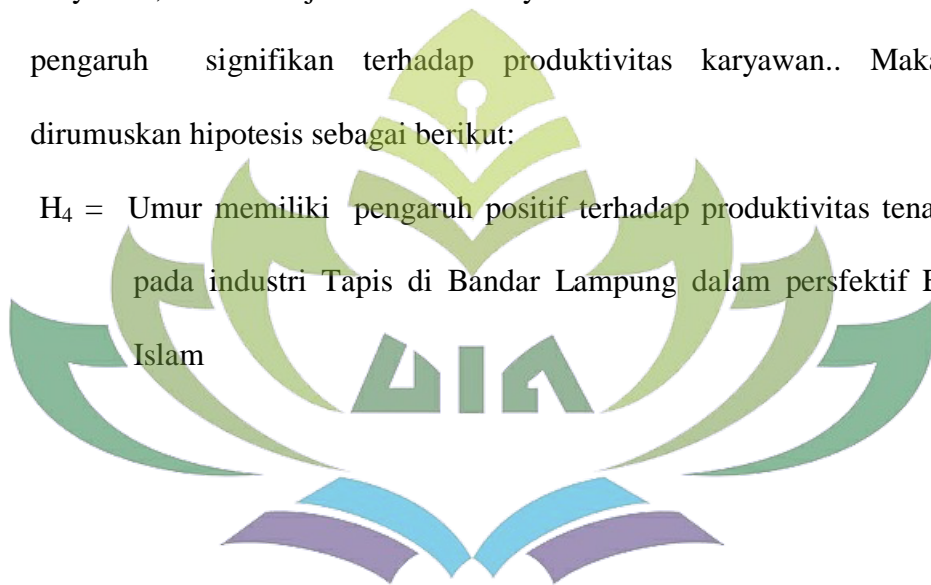 pengaruh signifikan terhadap produktivitas karyawan.. Maka
dirumuskan hipotesis sebagai berikut:
H₄ = Umur memiliki pengaruh positif terhadap produktivitas
pada industri Tapis di Bandar Lampung dalam persfektif
Islam
UIN